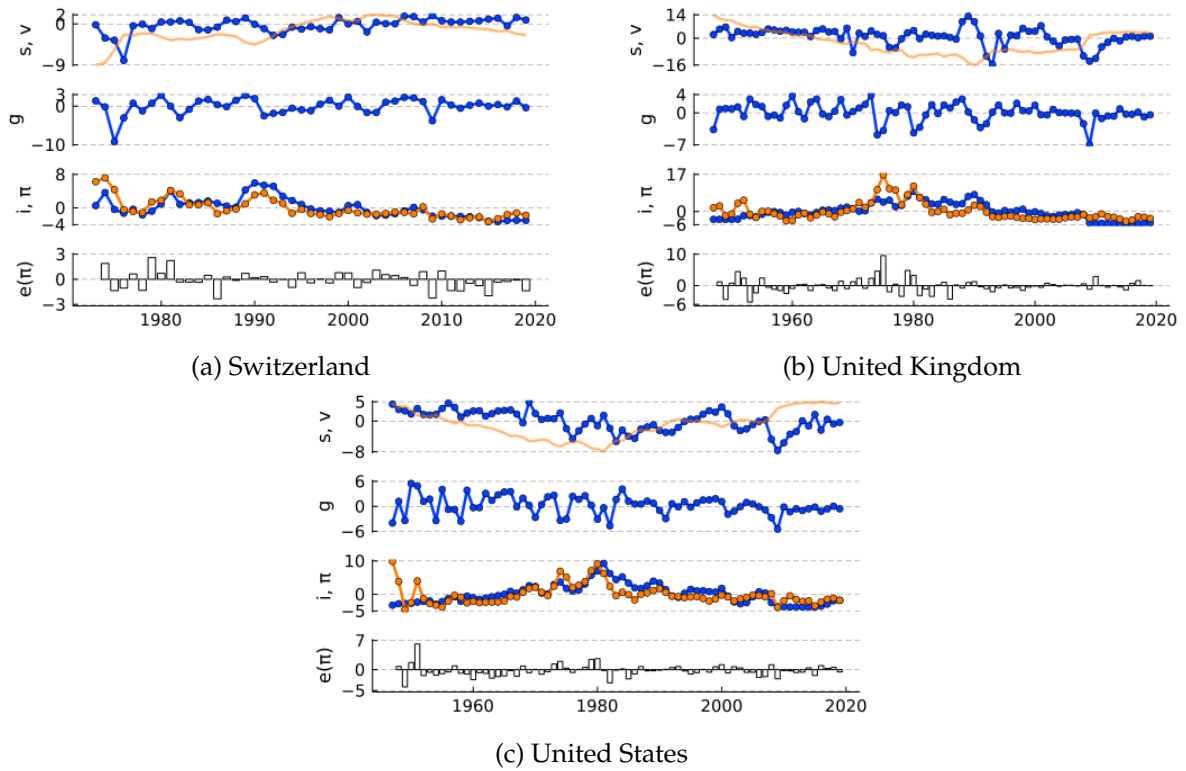 s, v
2
−9
g
3
0
−10
i, π
8
0
−4
e(π)
3
0
−3
1980 1990 2000 2010 2020
(a) Switzerland
s, v
14
0
−16
g
4
0
−7
i, π
17
0
−6
e(π)
10
0
−6
1960 1980 2000 2020
(b) United Kingdom
s, v
5
0
−8
g
6
0
−6
i, π
10
0
−5
e(π)
7
0
−5
1960 1980 2000 2020
(c) United States